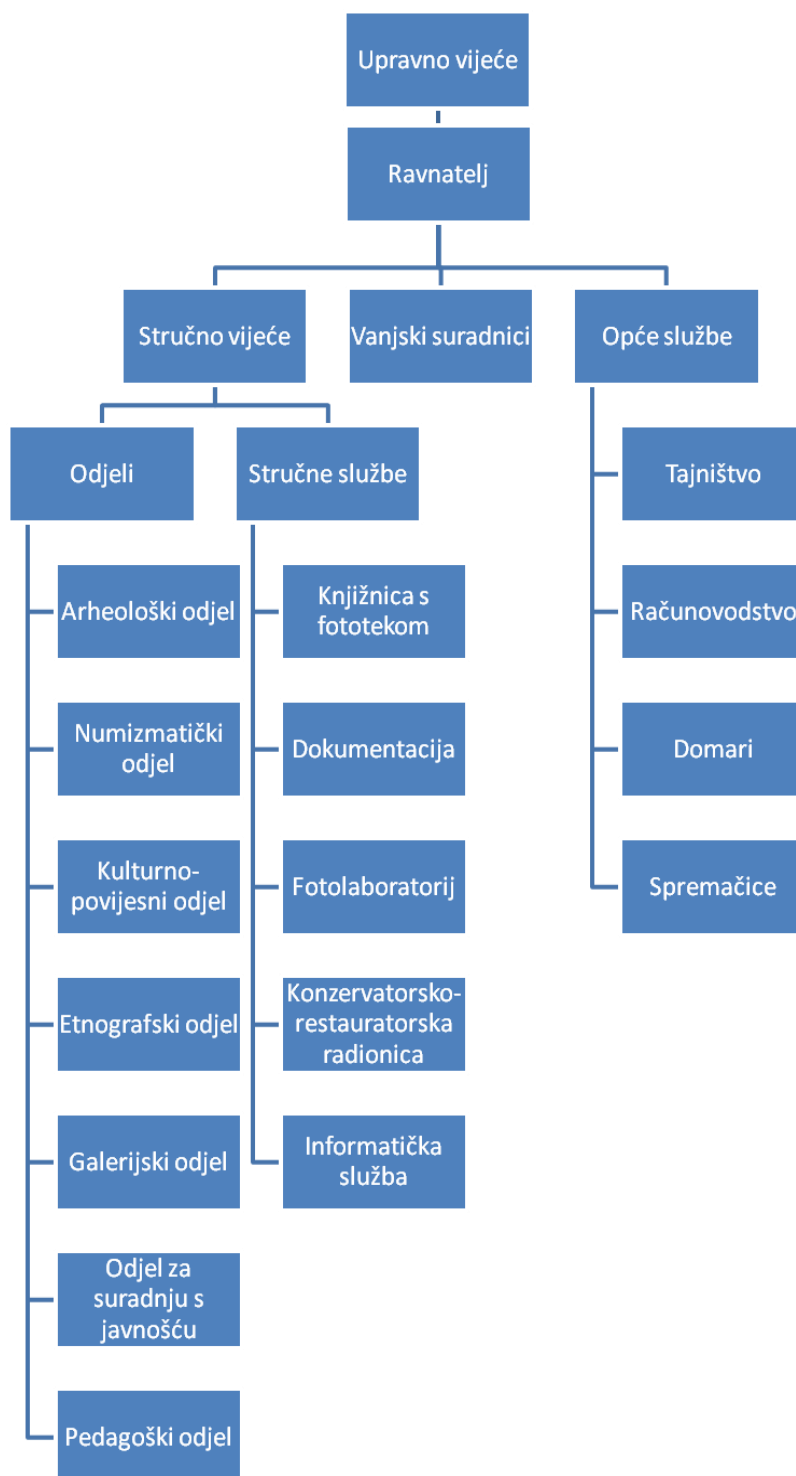 Upravno vijeće
Ravnatelj
Stručno vijeće
Vanjski suradnici
Opće službe
Odjeli
Stručne službe
Tajništvo
Arheološki odjel
Knjižnica s
fototekom
Računovodstvo
Numizmatički
odjel
Dokumentacija
Domari
Kulturno-
povijesni odjel
Fotolaboratorij
Spremačice
Etnografski odjel
Konzervatorsko-
restauratorska
radionica
Galerijski odjel
Informatička
služba
Odjel za
suradnju s
javnošću
Pedagoški odjel